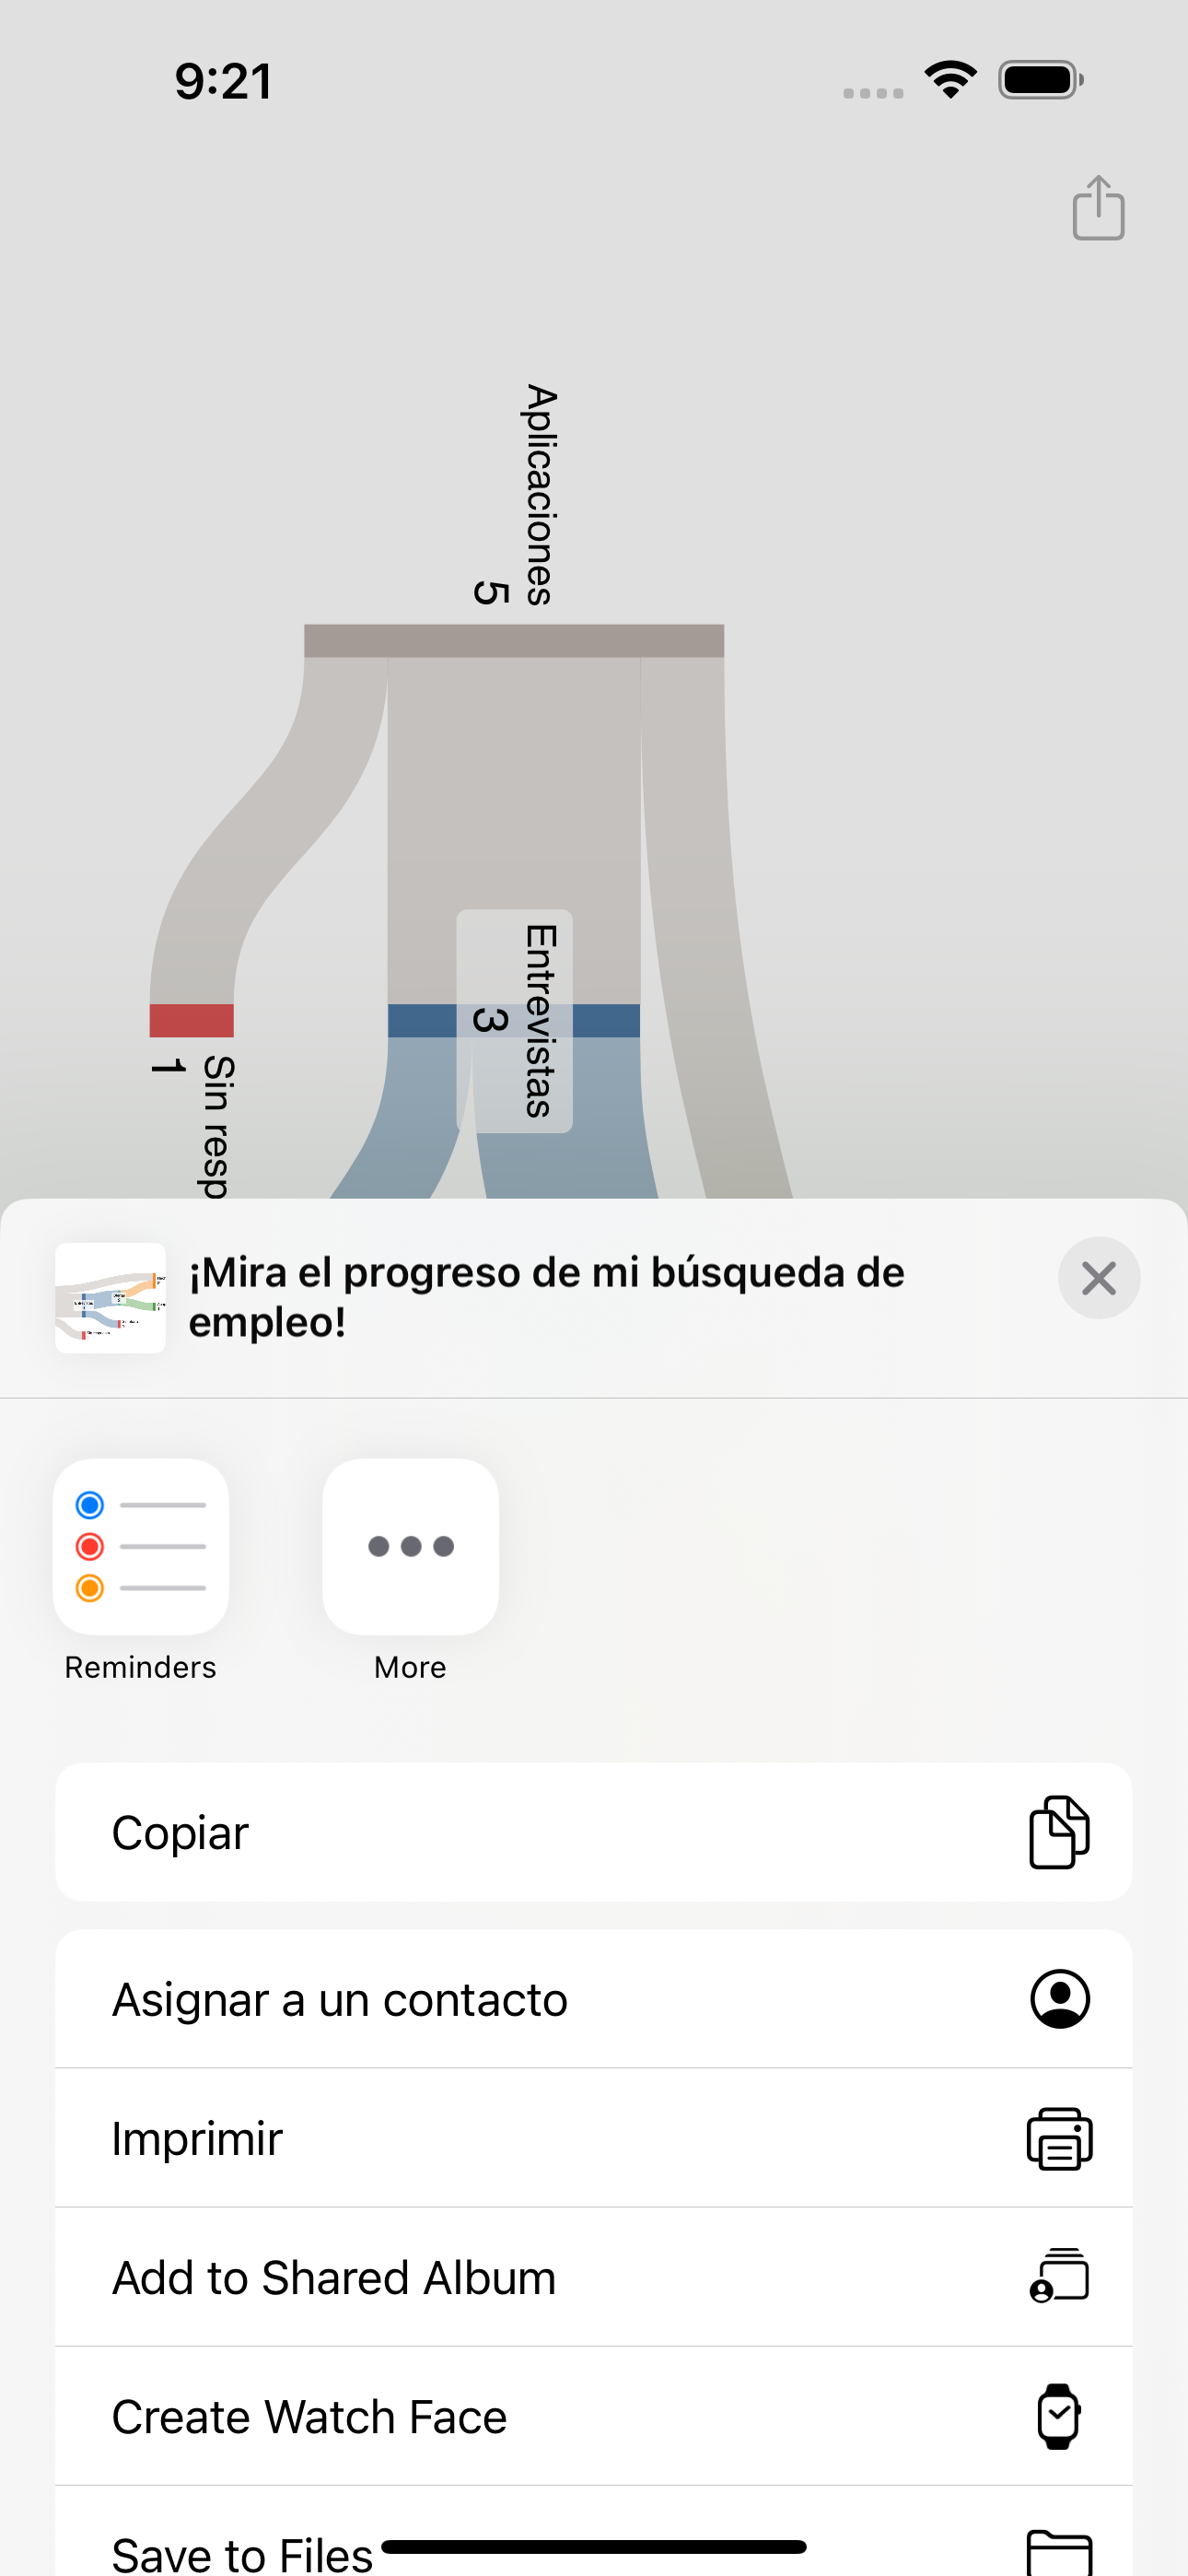 9:21
Aplicaciones
5
Entrevistas
3
Sin resp
1
¡Mira el progreso de mi búsqueda de
empleo!
Reminders
More
Copiar
Asignar a un contacto
Imprimir
Add to Shared Album
Create Watch Face
Save to Files